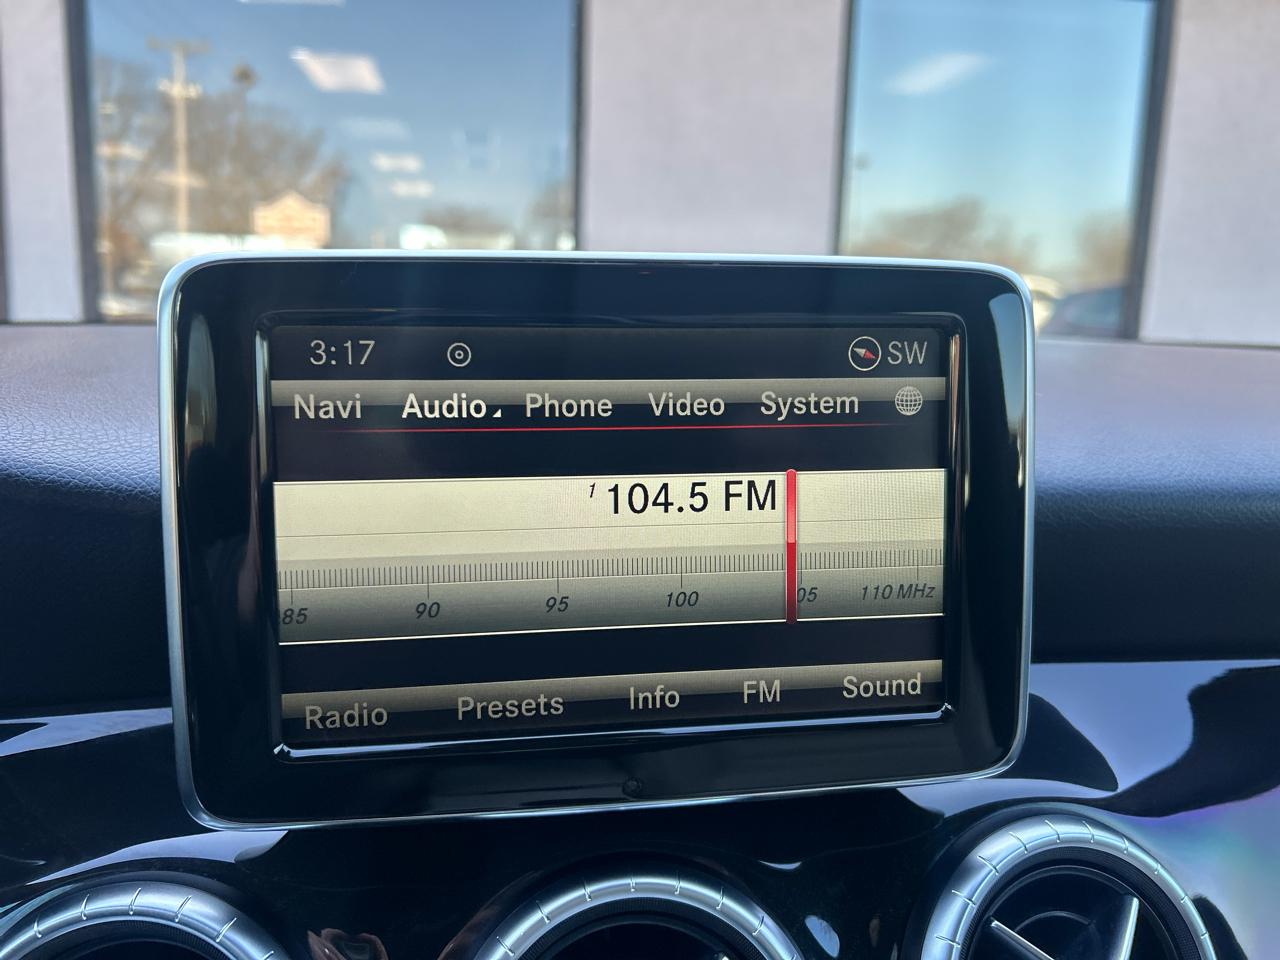 3:17 SW
Navi Audio Phone Video System
1 104.5 FM
85 90 95 100 05 110 MHz
Radio Presets Info FM Sound